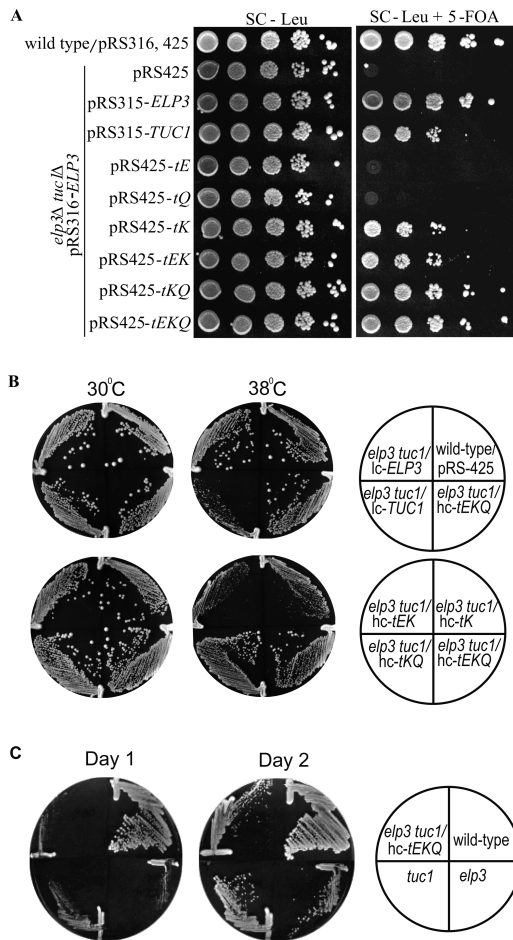 A
SC - Leu
SC - Leu + 5 -FOA
wild type/pRS316, 425
pRS425
pRS315-ELP3
pRS315-TUC1
pRS425-tE
pRS425-tQ
pRS425-tK
pRS425-tEK
pRS425-tKQ
pRS425-tEKQ
elp3Δ tuc1Δ
pRS316-ELP3
B
30°C
38°C
elp3 tuc1/
lc-ELP3
wild-type/
pRS-425
elp3 tuc1/
lc-TUC1
elp3 tuc1/
hc-tEKQ
elp3 tuc1/
hc-tEK
elp3 tuc1/
hc-tK
elp3 tuc1/
hc-tKQ
elp3 tuc1/
hc-tEKQ
C
Day 1
Day 2
elp3 tuc1/
hc-tEKQ
wild-type
tuc1
elp3